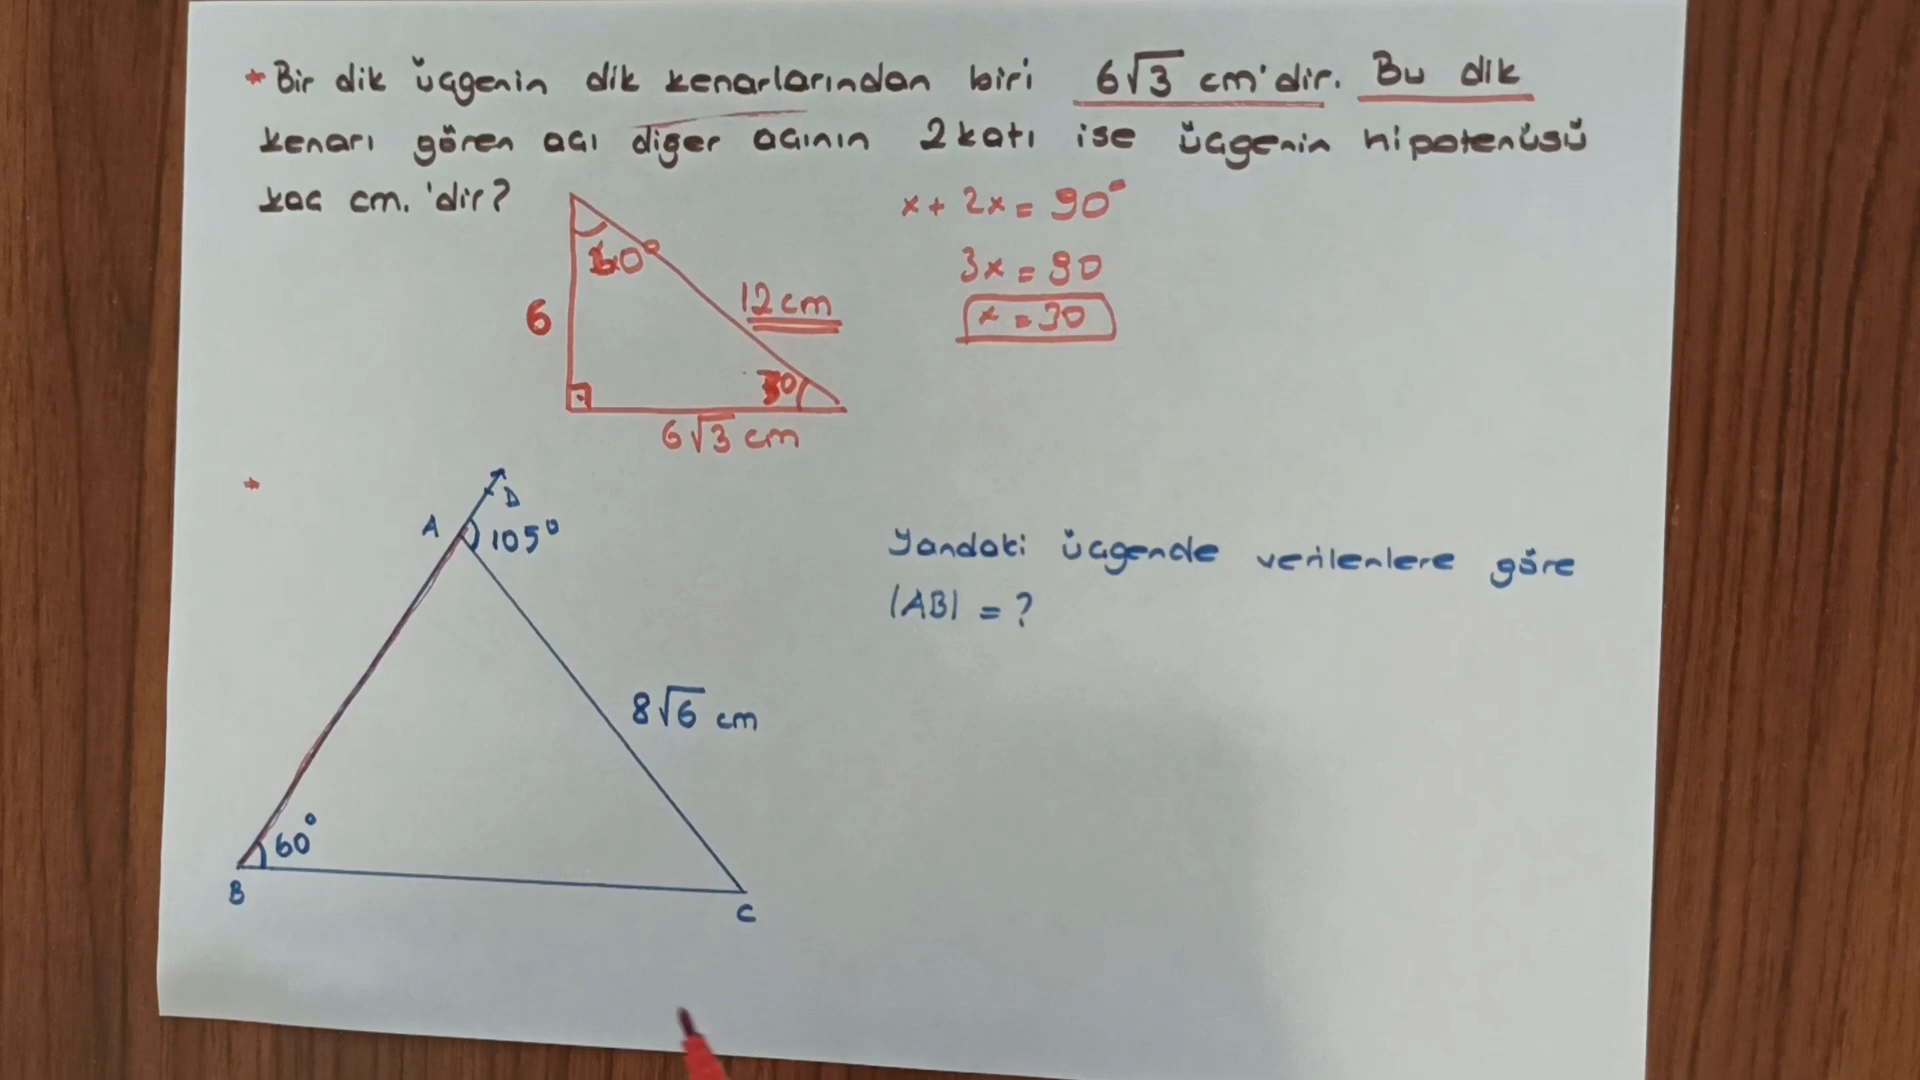 * Bir dik üçgenin dik kenarlarından biri 6√3 cm'dir. Bu dik
kenarı gören açı diğer açının 2 katı ise üçgenin hipotenüsü
kaç cm. 'dir?
x + 2x = 90°
3x = 90
x = 30
60°
6
12 cm
30
6√3 cm
*
D
A
105°
Yandaki üçgende verilenlere göre
|AB| = ?
8√6 cm
60°
B
C